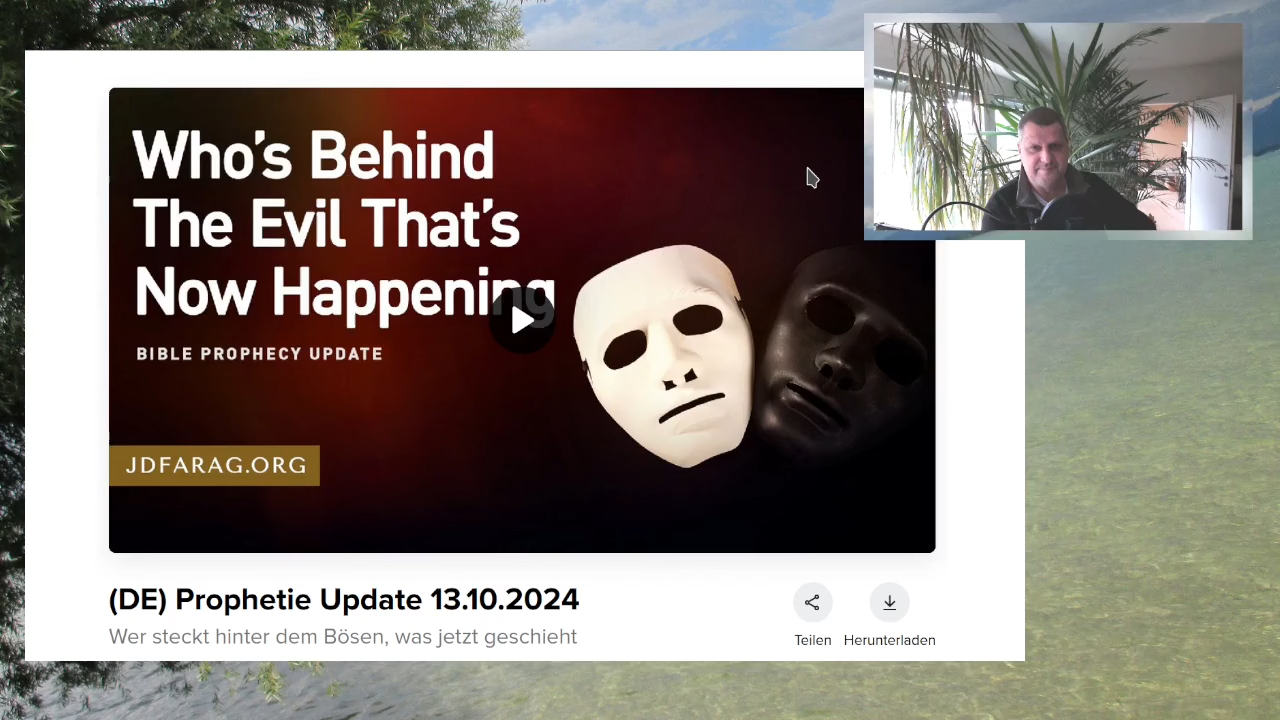 Who's Behind
The Evil That's
Now Happening
BIBLE PROPHECY UPDATE
JDFARAG.ORG
(DE) Prophetie Update 13.10.2024
Wer steckt hinter dem Bösen, was jetzt geschieht
Teilen
Herunterladen